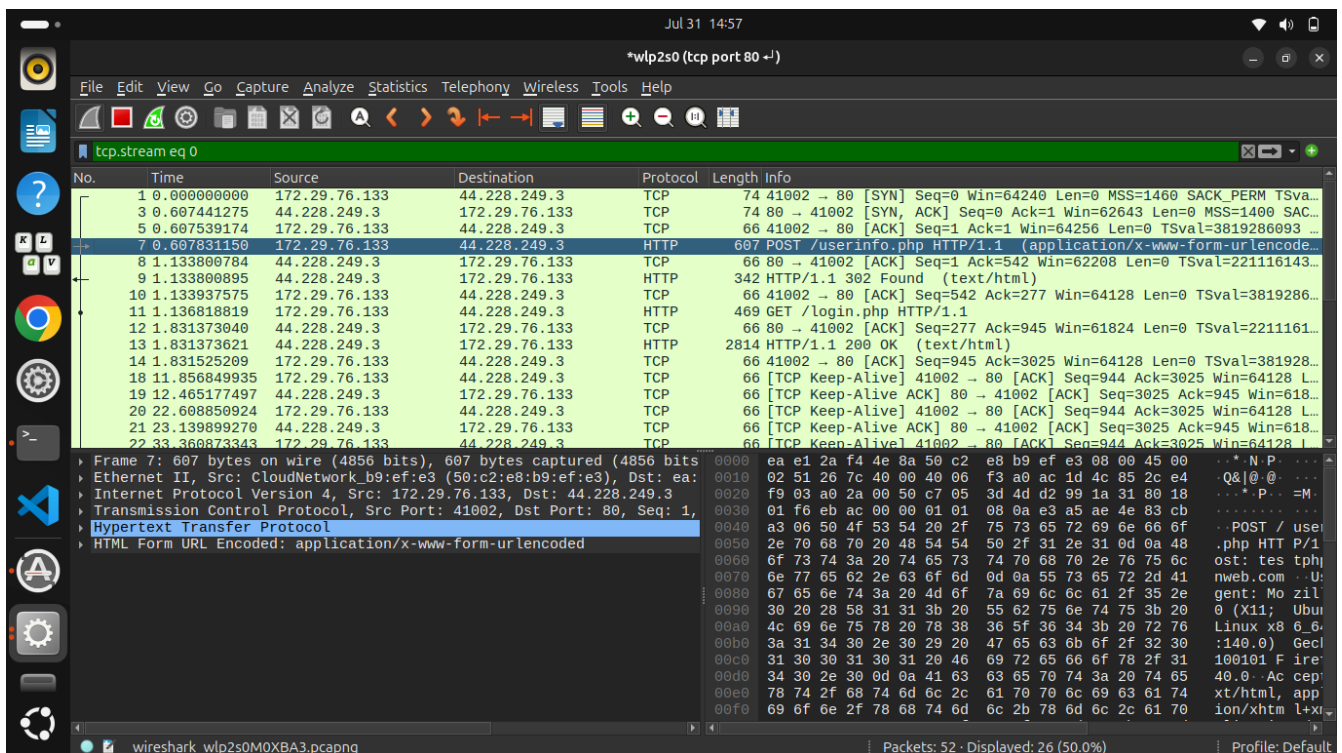 Jul 31 14:57
*wlp2s0 (tcp port 80 ↵)
File Edit View Go Capture Analyze Statistics Telephony Wireless Tools Help
tcp.stream eq 0
No. Time Source Destination Protocol Length Info
1 0.000000000 172.29.76.133 44.228.249.3 TCP 74 41002 → 80 [SYN] Seq=0 Win=64240 Len=0 MSS=1460 SACK_PERM TSva…
3 0.607441275 44.228.249.3 172.29.76.133 TCP 74 80 → 41002 [SYN, ACK] Seq=0 Ack=1 Win=62643 Len=0 MSS=1400 SAC…
5 0.607539174 172.29.76.133 44.228.249.3 TCP 66 41002 → 80 [ACK] Seq=1 Ack=1 Win=64256 Len=0 TSval=3819286093 …
7 0.607831150 172.29.76.133 44.228.249.3 HTTP 607 POST /userinfo.php HTTP/1.1 (application/x-www-form-urlencode…
8 1.133800784 44.228.249.3 172.29.76.133 TCP 66 80 → 41002 [ACK] Seq=1 Ack=542 Win=62208 Len=0 TSval=221116143…
9 1.133800895 44.228.249.3 172.29.76.133 HTTP 342 HTTP/1.1 302 Found (text/html)
10 1.133937575 172.29.76.133 44.228.249.3 TCP 66 41002 → 80 [ACK] Seq=542 Ack=277 Win=64128 Len=0 TSval=3819286…
11 1.136818819 172.29.76.133 44.228.249.3 HTTP 469 GET /login.php HTTP/1.1
12 1.831373040 44.228.249.3 172.29.76.133 TCP 66 80 → 41002 [ACK] Seq=277 Ack=945 Win=61824 Len=0 TSval=2211161…
13 1.831373621 44.228.249.3 172.29.76.133 HTTP 2814 HTTP/1.1 200 OK (text/html)
14 1.831525209 172.29.76.133 44.228.249.3 TCP 66 41002 → 80 [ACK] Seq=945 Ack=3025 Win=64128 Len=0 TSval=381928…
18 11.856849935 172.29.76.133 44.228.249.3 TCP 66 [TCP Keep-Alive] 41002 → 80 [ACK] Seq=944 Ack=3025 Win=64128 L…
19 12.465177497 44.228.249.3 172.29.76.133 TCP 66 [TCP Keep-Alive ACK] 80 → 41002 [ACK] Seq=3025 Ack=945 Win=618…
20 22.608850924 172.29.76.133 44.228.249.3 TCP 66 [TCP Keep-Alive] 41002 → 80 [ACK] Seq=944 Ack=3025 Win=64128 L…
21 23.139899270 44.228.249.3 172.29.76.133 TCP 66 [TCP Keep-Alive ACK] 80 → 41002 [ACK] Seq=3025 Ack=945 Win=618…
22 33.360873343 172.29.76.133 44.228.249.3 TCP 66 [TCP Keep-Alive] 41002 → 80 [ACK] Seq=944 Ack=3025 Win=64128 L…
Frame 7: 607 bytes on wire (4856 bits), 607 bytes captured (4856 bits
Ethernet II, Src: CloudNetwork_b9:ef:e3 (50:c2:e8:b9:ef:e3), Dst: ea:
Internet Protocol Version 4, Src: 172.29.76.133, Dst: 44.228.249.3
Transmission Control Protocol, Src Port: 41002, Dst Port: 80, Seq: 1,
Hypertext Transfer Protocol
HTML Form URL Encoded: application/x-www-form-urlencoded
0000 ea e1 2a f4 4e 8a 50 c2 e8 b9 ef e3 08 00 45 00 ··*·N·P· ···
0010 02 51 26 7c 40 00 40 06 f3 a0 ac 1d 4c 85 2c e4 ·Q&|@·@· ···
0020 f9 03 a0 2a 00 50 c7 05 3d 4d d2 99 1a 31 80 18 ···*·P·· =M·
0030 01 f6 eb ac 00 00 01 01 08 0a e3 a5 ae 4e 83 cb
0040 a3 06 50 4f 53 54 20 2f 75 73 65 72 69 6e 66 6f ··POST / user
0050 2e 70 68 70 20 48 54 54 50 2f 31 2e 31 0d 0a 48 .php HTT P/1
0060 6f 73 74 3a 20 74 65 73 74 70 68 70 2e 76 75 6c ost: tes tphp
0070 6e 77 65 62 2e 63 6f 6d 0d 0a 55 73 65 72 2d 41 nweb.com ··Us
0080 67 65 6e 74 3a 20 4d 6f 7a 69 6c 6c 61 2f 35 2e gent: Mo zill
0090 30 20 28 58 31 31 3b 20 55 62 75 6e 74 75 3b 20 0 (X11; Ubun
00a0 4c 69 6e 75 78 20 78 38 36 5f 36 34 3b 20 72 76 Linux x8 6_64
00b0 3a 31 34 30 2e 30 29 20 47 65 63 6b 6f 2f 32 30 :140.0) Geck
00c0 31 30 30 31 30 31 20 46 69 72 65 66 6f 78 2f 31 100101 F iref
00d0 34 30 2e 30 0d 0a 41 63 63 65 70 74 3a 20 74 65 40.0··Ac cept
00e0 78 74 2f 68 74 6d 6c 2c 61 70 70 6c 69 63 61 74 xt/html, app
00f0 69 6f 6e 2f 78 68 74 6d 6c 2b 78 6d 6c 2c 61 70 ion/xhtm l+xm
wireshark_wlp2s0M0XBA3.pcapng Packets: 52 · Displayed: 26 (50.0%) Profile: Default